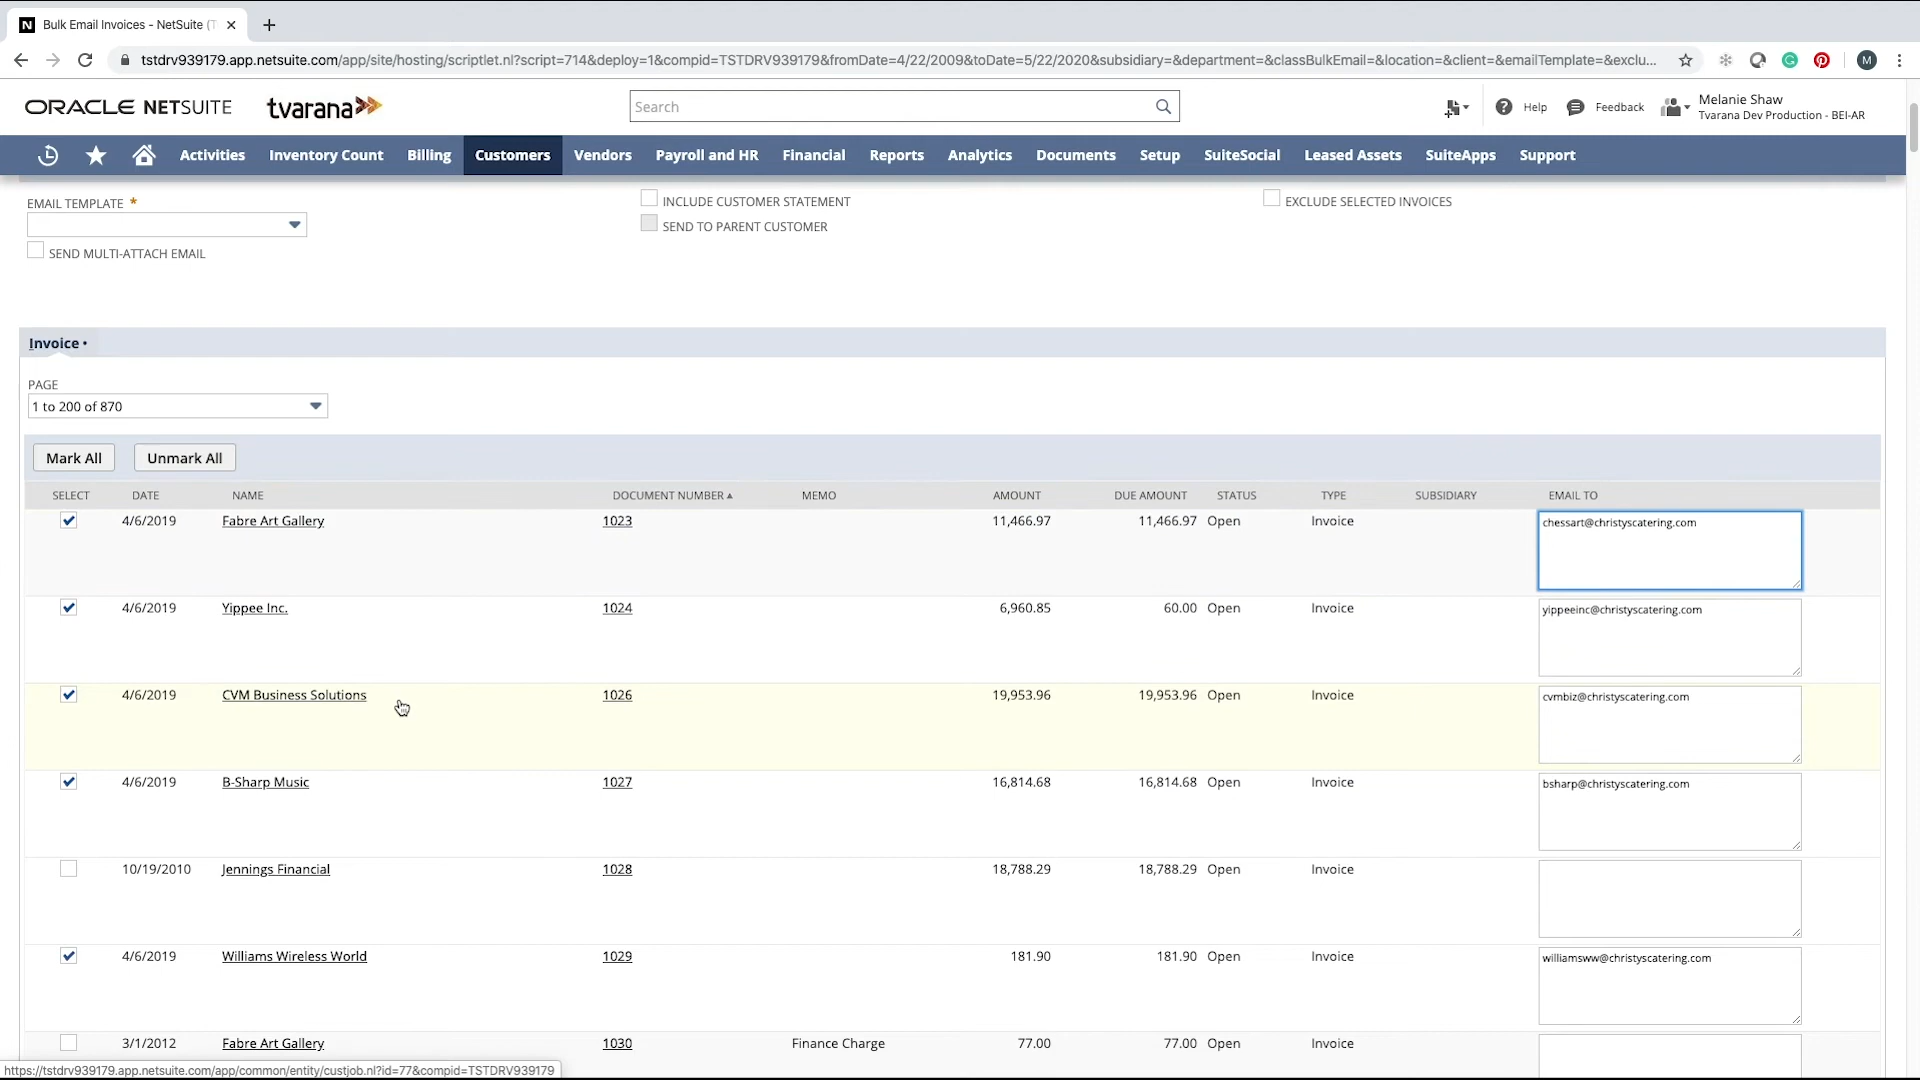 Bulk Email Invoices - NetSuite (T
tstdrv939179.app.netsuite.com/app/site/hosting/scriptlet.nl?script=714&deploy=1&compid=TSTDRV939179&fromDate=4/22/2009&toDate=5/22/2020&subsidiary=&department=&classBulkEmail=&location=&client=&emailTemplate=&exclu...
M
ORACLE NETSUITE
tvarana
Search
Help
Feedback
Melanie Shaw
Tvarana Dev Production - BEI-AR
Activities Inventory Count Billing Customers Vendors Payroll and HR Financial Reports Analytics Documents Setup SuiteSocial Leased Assets SuiteApps Support
EMAIL TEMPLATE *
SEND MULTI-ATTACH EMAIL
INCLUDE CUSTOMER STATEMENT
SEND TO PARENT CUSTOMER
EXCLUDE SELECTED INVOICES
Invoice •
PAGE
1 to 200 of 870
Mark All Unmark All
SELECT DATE NAME DOCUMENT NUMBER ▲ MEMO AMOUNT DUE AMOUNT STATUS TYPE SUBSIDIARY EMAIL TO
4/6/2019 Fabre Art Gallery 1023 11,466.97 11,466.97 Open Invoice chessart@christyscatering.com
4/6/2019 Yippee Inc. 1024 6,960.85 60.00 Open Invoice yippeeinc@christyscatering.com
4/6/2019 CVM Business Solutions 1026 19,953.96 19,953.96 Open Invoice cvmbiz@christyscatering.com
4/6/2019 B-Sharp Music 1027 16,814.68 16,814.68 Open Invoice bsharp@christyscatering.com
10/19/2010 Jennings Financial 1028 18,788.29 18,788.29 Open Invoice
4/6/2019 Williams Wireless World 1029 181.90 181.90 Open Invoice williamsww@christyscatering.com
3/1/2012 Fabre Art Gallery 1030 Finance Charge 77.00 77.00 Open Invoice
https://tstdrv939179.app.netsuite.com/app/common/entity/custjob.nl?id=77&compid=TSTDRV939179